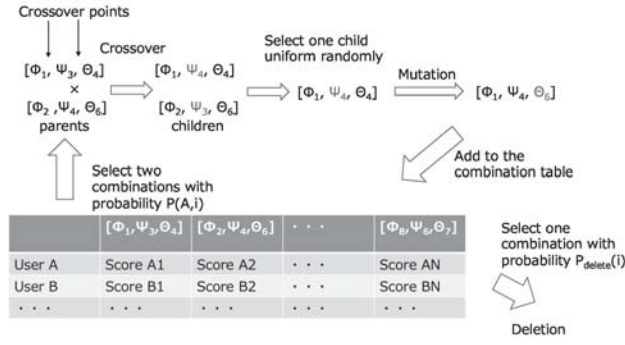 Crossover points
Crossover
[Φ1, Ψ3, Θ4]
×
[Φ2 ,Ψ4, Θ6]
parents
[Φ1, Ψ4, Θ4]
[Φ2, Ψ3, Θ6]
children
Select one child
uniform randomly
[Φ1, Ψ4, Θ4]
Mutation
[Φ1, Ψ4, Θ6]
Select two
combinations with
probability P(A,i)
Add to the
combination table
[Φ1,Ψ3,Θ4] [Φ2,Ψ4,Θ6] · · · [Φ8,Ψ6,Θ7]
User A Score A1 Score A2 · · · Score AN
User B Score B1 Score B2 · · · Score BN
· · · · · · · · · · · · · · ·
Select one
combination with
probability Pdelete(i)
Deletion